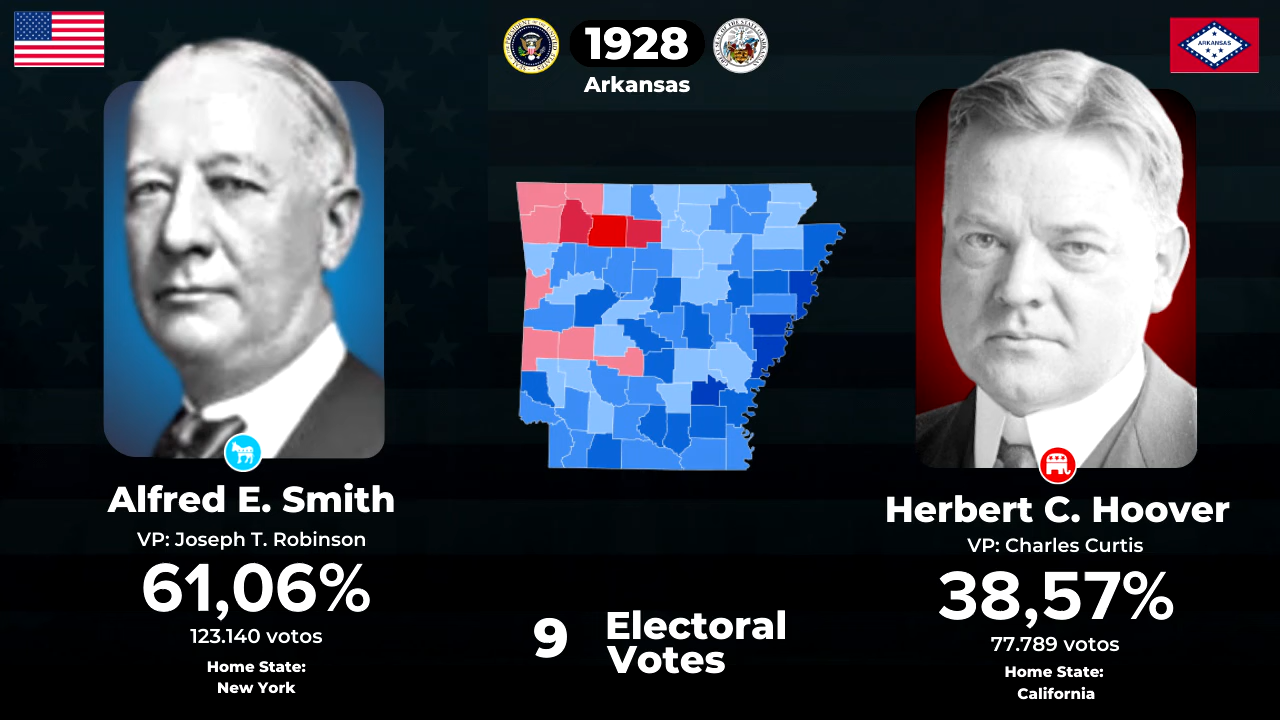 1928
Arkansas
ARKANSAS
Alfred E. Smith
VP: Joseph T. Robinson
61,06%
123.140 votos
Home State:
New York
9 Electoral
Votes
Herbert C. Hoover
VP: Charles Curtis
38,57%
77.789 votos
Home State:
California